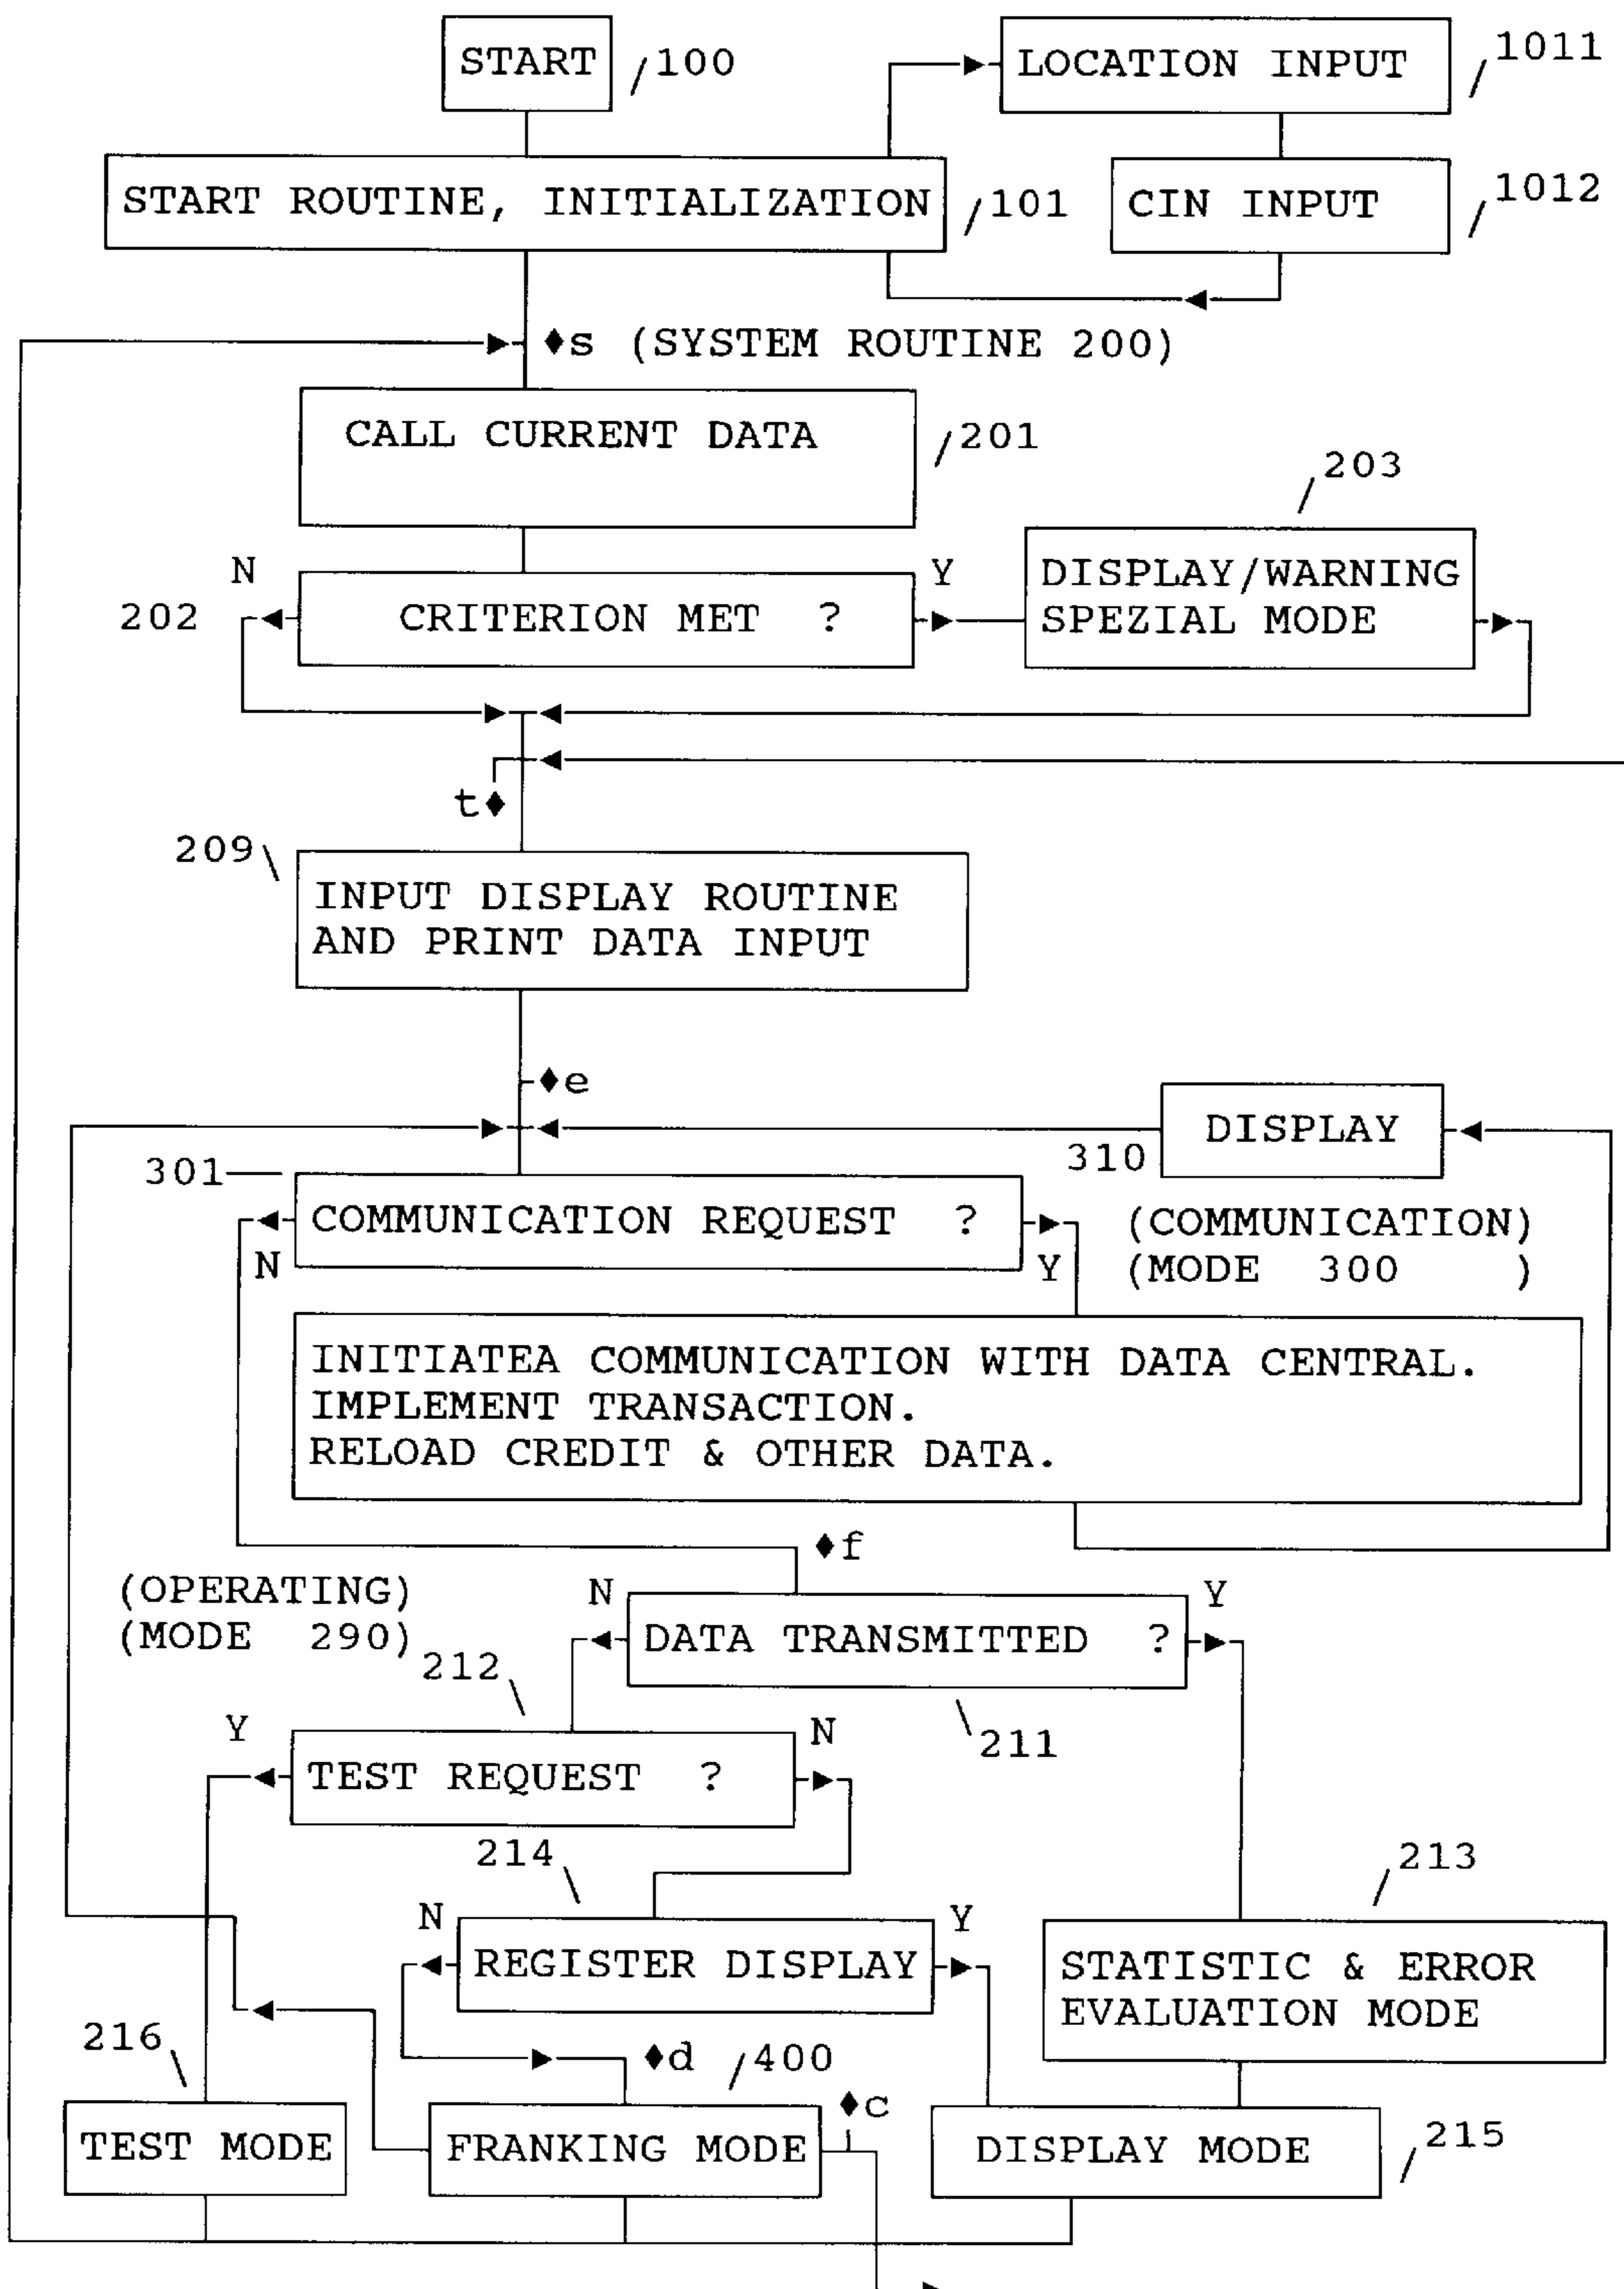 START /100
LOCATION INPUT /1011
START ROUTINE, INITIALIZATION /101
CIN INPUT /1012
♦s (SYSTEM ROUTINE 200)
CALL CURRENT DATA /201
/203
N
Y
202
CRITERION MET ?
DISPLAY/WARNING
SPEZIAL MODE
t♦
209\
INPUT DISPLAY ROUTINE
AND PRINT DATA INPUT
♦e
DISPLAY
310
301
COMMUNICATION REQUEST ?
N
Y
(COMMUNICATION)
(MODE 300 )
INITIATEA COMMUNICATION WITH DATA CENTRAL.
IMPLEMENT TRANSACTION.
RELOAD CREDIT & OTHER DATA.
♦f
(OPERATING)
(MODE 290)
N
Y
DATA TRANSMITTED ?
212\
\211
Y
N
TEST REQUEST ?
214\
/213
N
Y
REGISTER DISPLAY
STATISTIC & ERROR
EVALUATION MODE
216\
♦d /400
♦c
TEST MODE
FRANKING MODE
DISPLAY MODE /215